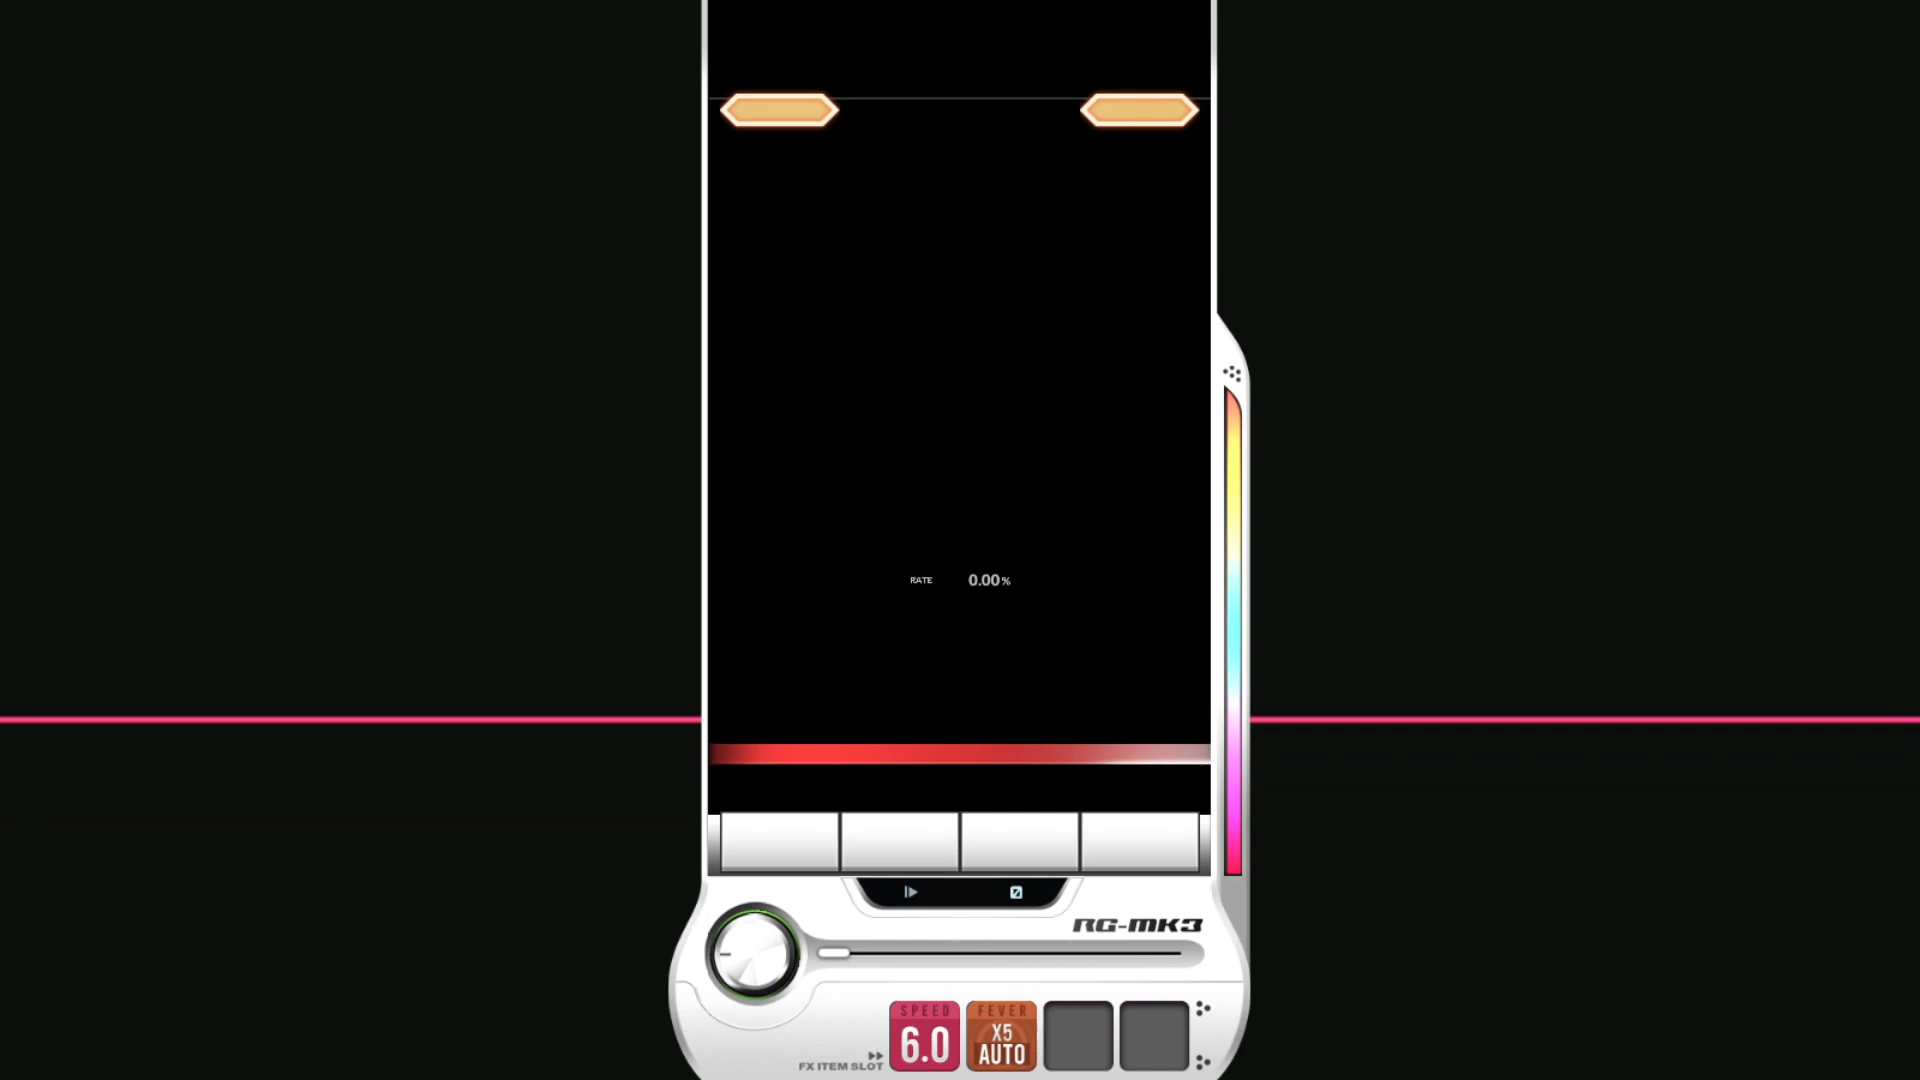 RATE 0.00%
RG-MK3
SPEED
6.0
FEVER
X5
AUTO
FX ITEM SLOT